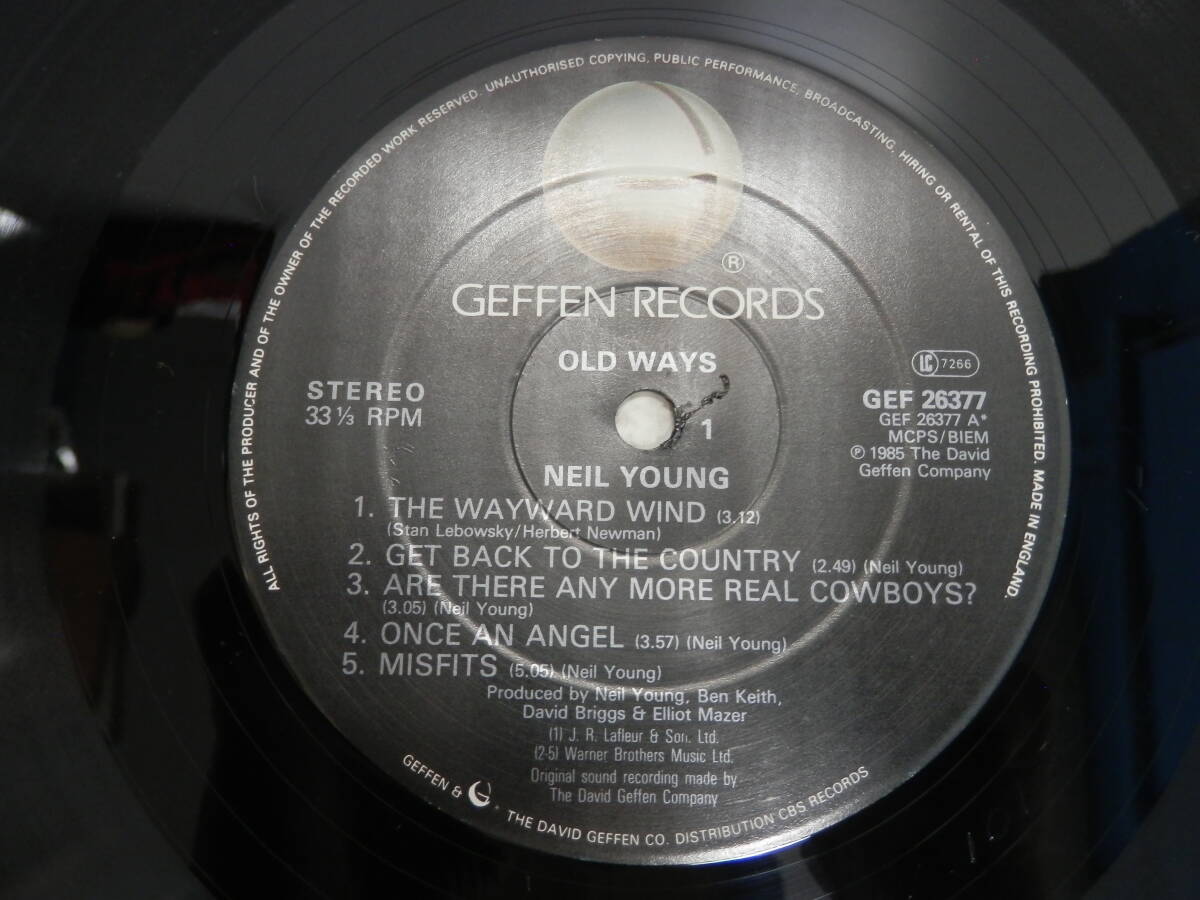 ALL RIGHTS OF THE PRODUCER AND OF THE OWNER OF THE RECORDED WORK RESERVED. UNAUTHORISED COPYING, PUBLIC PERFORMANCE, BROADCASTING, HIRING OR RENTAL OF THIS RECORDING PROHIBITED. MADE IN ENGLAND.
®
GEFFEN RECORDS
OLD WAYS
LC 7266
STEREO
33 ⅓ RPM
GEF 26377
GEF 26377 A*
MCPS/BIEM
℗ 1985 The David
Geffen Company
1
NEIL YOUNG
1. THE WAYWARD WIND (3.12)
(Stan Lebowsky/Herbert Newman)
2. GET BACK TO THE COUNTRY (2.49) (Neil Young)
3. ARE THERE ANY MORE REAL COWBOYS?
(3.05) (Neil Young)
4. ONCE AN ANGEL (3.57) (Neil Young)
5. MISFITS (5.05) (Neil Young)
Produced by Neil Young, Ben Keith,
David Briggs & Elliot Mazer
(1) J. R. Lafleur & Son. Ltd.
(2-5) Warner Brothers Music Ltd.
Original sound recording made by
The David Geffen Company
GEFFEN & G . THE DAVID GEFFEN CO. DISTRIBUTION CBS RECORDS